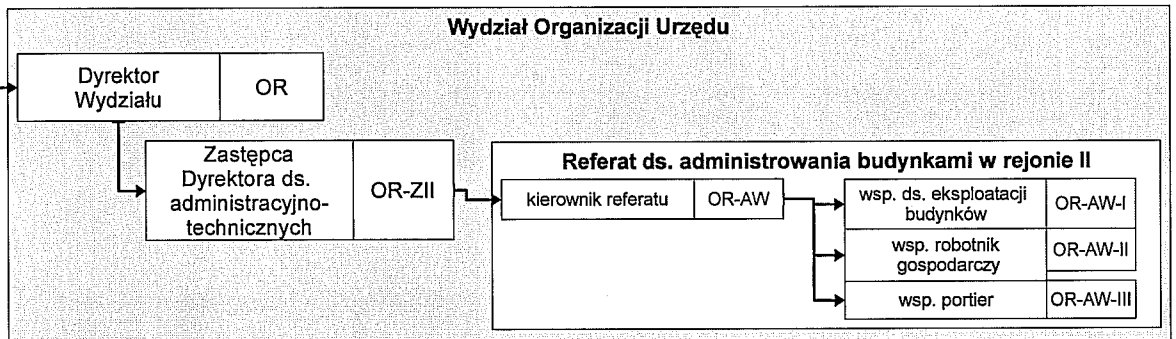 Wydział Organizacji Urzędu
Dyrektor
Wydziału
OR
Zastępca
Dyrektora ds.
administracyjno-
technicznych
OR-ZII
Referat ds. administrowania budynkami w rejonie II
kierownik referatu
OR-AW
wsp. ds. eksploatacji
budynków
OR-AW-I
wsp. robotnik
gospodarczy
OR-AW-II
wsp. portier
OR-AW-III